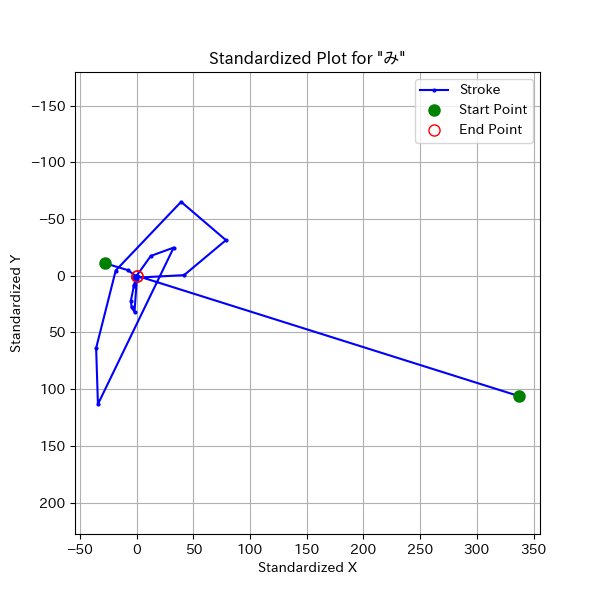 Standardized Plot for "み"
Stroke
Start Point
End Point
Standardized Y
−150
−100
−50
0
50
100
150
200
−50
0
50
100
150
200
250
300
350
Standardized X